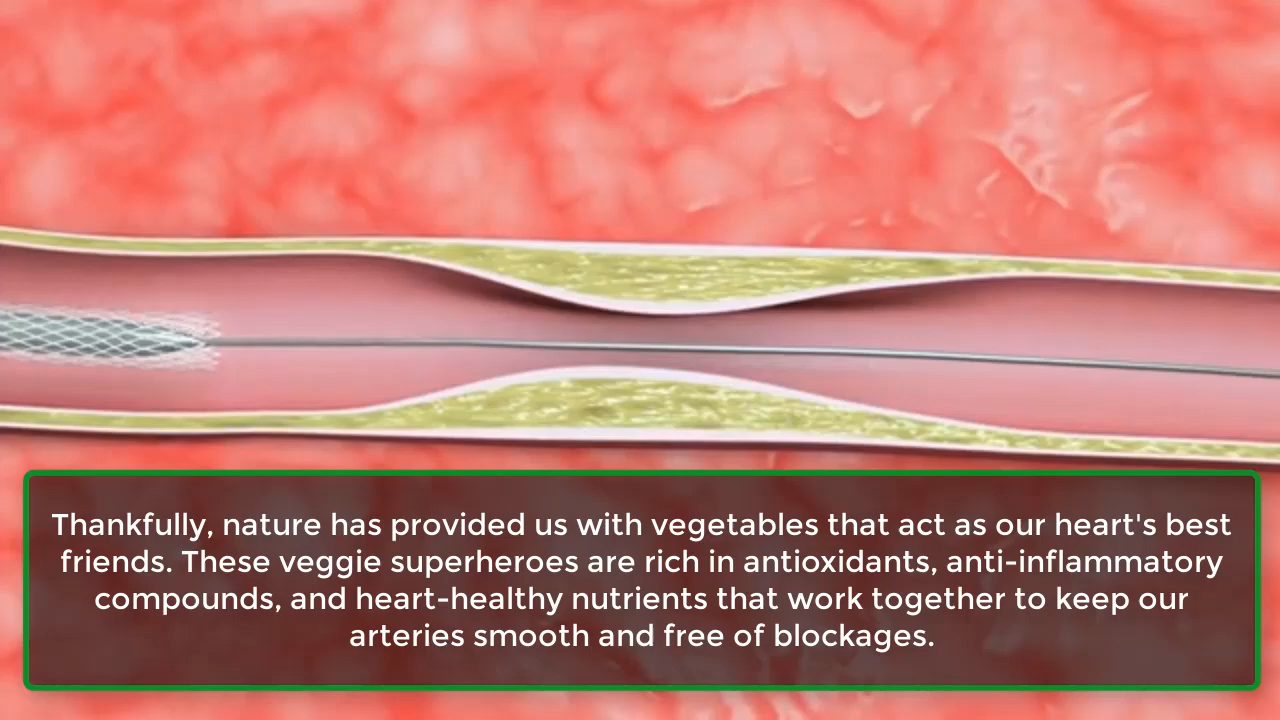 Thankfully, nature has provided us with vegetables that act as our heart's best
friends. These veggie superheroes are rich in antioxidants, anti-inflammatory
compounds, and heart-healthy nutrients that work together to keep our
arteries smooth and free of blockages.